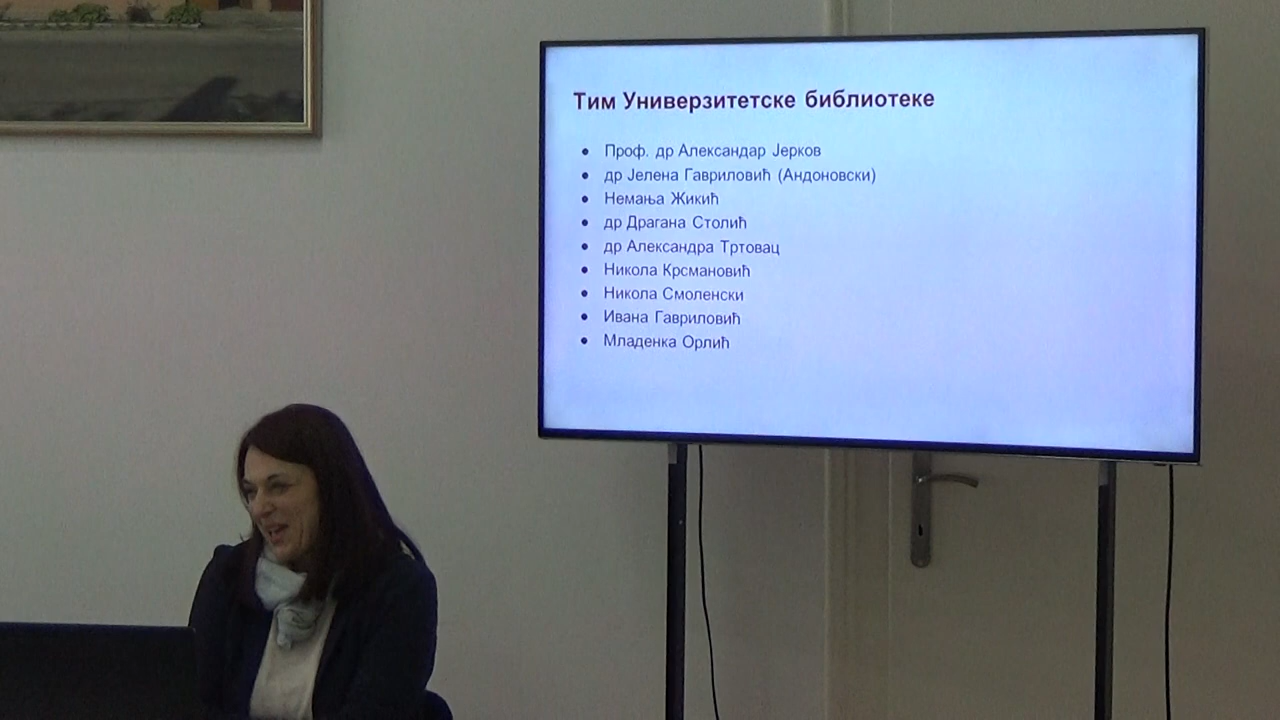 Тим Универзитетске библиотеке
● Проф. др Александар Јерков
● др Јелена Гавриловић (Андоновски)
● Немања Жикић
● др Драгана Столић
● др Александра Тртовац
● Никола Крсмановић
● Никола Смоленски
● Ивана Гавриловић
● Младенка Орлић